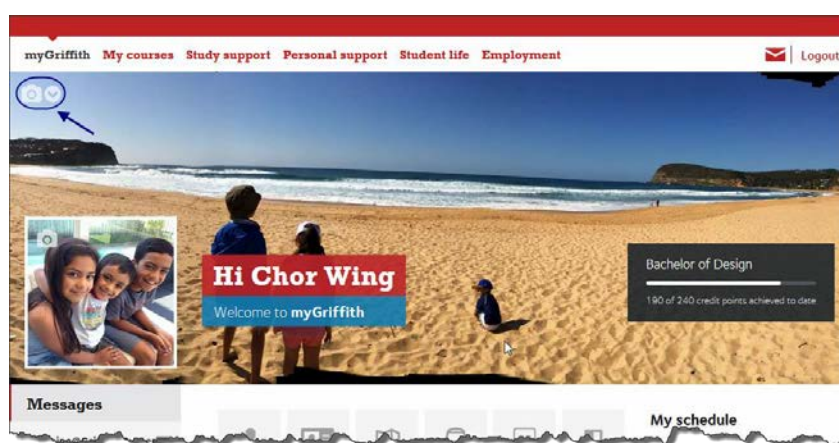 myGriffith My courses Study support Personal support Student life Employment Logout
Hi Chor Wing
Welcome to myGriffith
Bachelor of Design
190 of 240 credit points achieved to date
Messages
My schedule